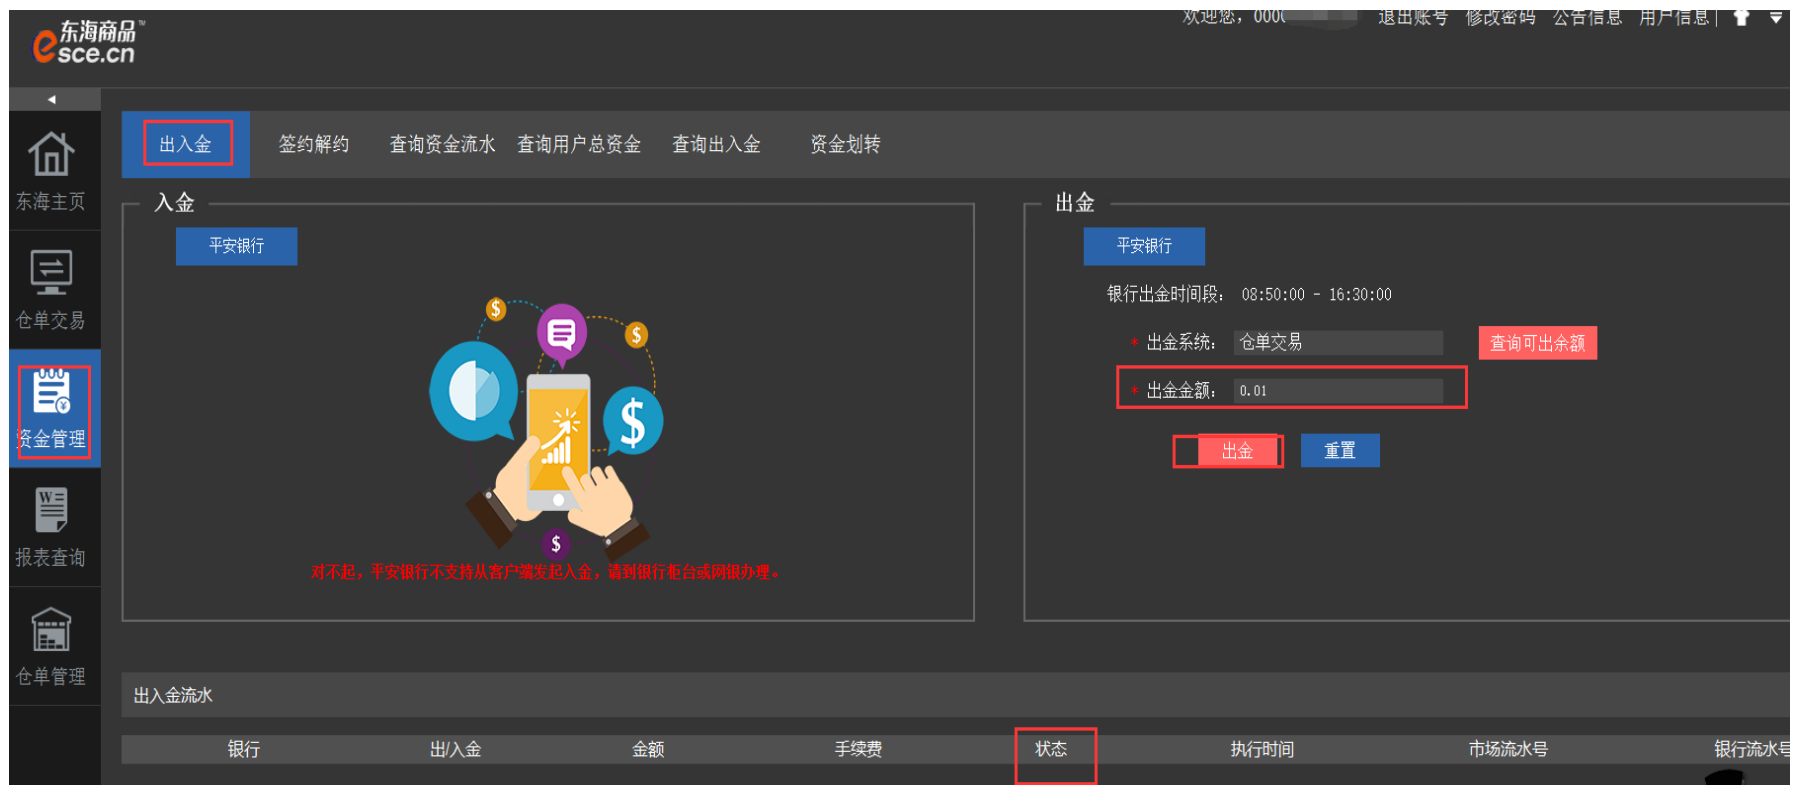 东海商品™
esce.cn
欢迎您，000
退出账号 修改密码 公告信息 用户信息|
出入金 签约解约 查询资金流水 查询用户总资金 查询出入金 资金划转
东海主页
仓单交易
资金管理
报表查询
仓单管理
入金
平安银行
对不起，平安银行不支持从客户端发起入金，请到银行柜台或网银办理。
出金
平安银行
银行出金时间段： 08:50:00 - 16:30:00
* 出金系统： 仓单交易 查询可出余额
* 出金金额： 0.01
出金 重置
出入金流水
银行 出/入金 金额 手续费 状态 执行时间 市场流水号 银行流水号